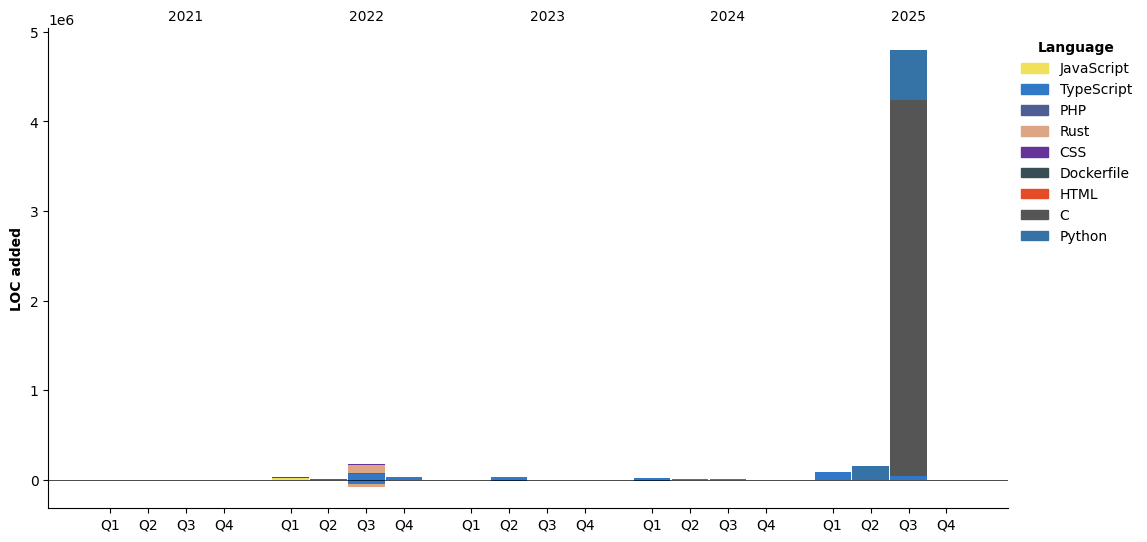 2021 2022 2023 2024 2025
1e6
5
4
3
2
1
0
LOC added
Q1 Q2 Q3 Q4 Q1 Q2 Q3 Q4 Q1 Q2 Q3 Q4 Q1 Q2 Q3 Q4 Q1 Q2 Q3 Q4
Language
JavaScript
TypeScript
PHP
Rust
CSS
Dockerfile
HTML
C
Python